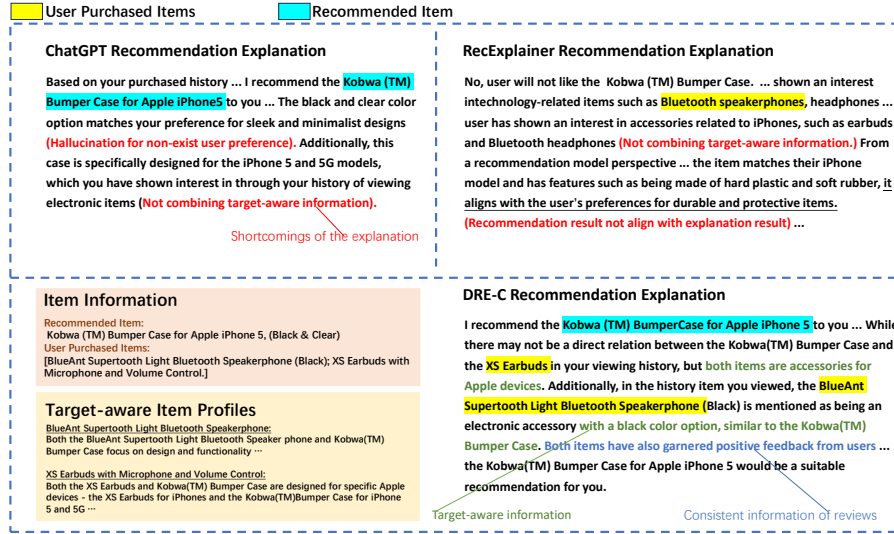 User Purchased Items
Recommended Item
ChatGPT Recommendation Explanation
Based on your purchased history ... I recommend the Kobwa (TM)
Bumper Case for Apple iPhone5 to you ... The black and clear color
option matches your preference for sleek and minimalist designs
(Hallucination for non-exist user preference). Additionally, this
case is specifically designed for the iPhone 5 and 5G models,
which you have shown interest in through your history of viewing
electronic items (Not combining target-aware information).
Shortcomings of the explanation
RecExplainer Recommendation Explanation
No, user will not like the Kobwa (TM) Bumper Case. ... shown an interest
intechnology-related items such as Bluetooth speakerphones, headphones ...
user has shown an interest in accessories related to iPhones, such as earbuds
and Bluetooth headphones (Not combining target-aware information.) From
a recommendation model perspective ... the item matches their iPhone
model and has features such as being made of hard plastic and soft rubber, it
aligns with the user's preferences for durable and protective items.
(Recommendation result not align with explanation result) ...
Item Information
Recommended Item:
Kobwa (TM) Bumper Case for Apple iPhone 5, (Black & Clear)
User Purchased Items:
[BlueAnt Supertooth Light Bluetooth Speakerphone (Black); XS Earbuds with
Microphone and Volume Control.]
Target-aware Item Profiles
BlueAnt Supertooth Light Bluetooth Speakerphone:
Both the BlueAnt Supertooth Light Bluetooth Speaker phone and Kobwa(TM)
Bumper Case focus on design and functionality ...
XS Earbuds with Microphone and Volume Control:
Both the XS Earbuds and Kobwa(TM) Bumper Case are designed for specific Apple
devices - the XS Earbuds for iPhones and the Kobwa(TM)Bumper Case for iPhone
5 and 5G ...
DRE-C Recommendation Explanation
I recommend the Kobwa (TM) BumperCase for Apple iPhone 5 to you ... While
there may not be a direct relation between the Kobwa(TM) Bumper Case and
the XS Earbuds in your viewing history, but both items are accessories for
Apple devices. Additionally, in the history item you viewed, the BlueAnt
Supertooth Light Bluetooth Speakerphone (Black) is mentioned as being an
electronic accessory with a black color option, similar to the Kobwa(TM)
Bumper Case. Both items have also garnered positive feedback from users ...
the Kobwa(TM) Bumper Case for Apple iPhone 5 would be a suitable
recommendation for you.
Target-aware information
Consistent information of reviews